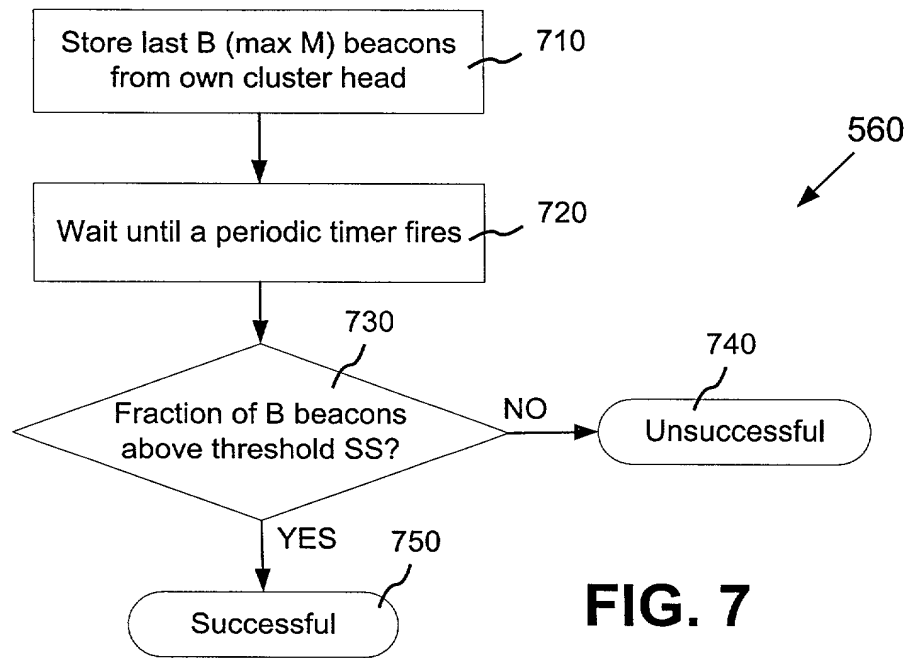 Store last B (max M) beacons
from own cluster head
710
560
Wait until a periodic timer fires
720
730
Fraction of B beacons
above threshold SS?
NO
740
Unsuccessful
YES
750
Successful
FIG. 7